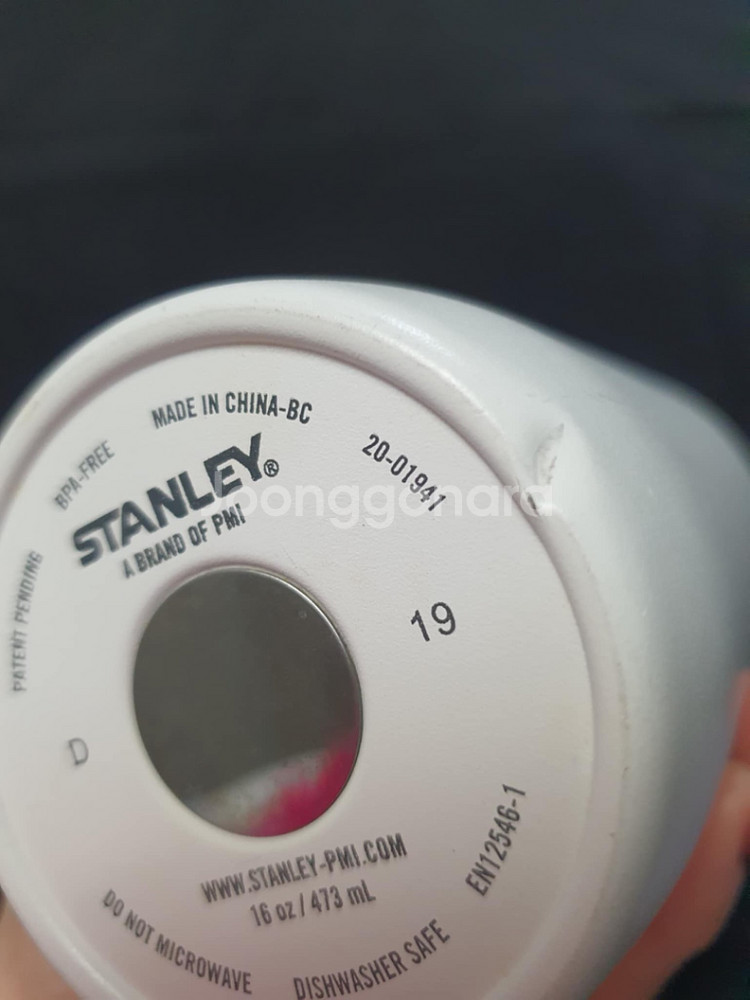 MADE IN CHINA-BC
BPA-FREE
20-01941
STANLEY®
A BRAND OF PMI
Joonggonara
PATENT PENDING
19
D
EN12546-1
WWW.STANLEY-PMI.COM
16 oz / 473 mL
DO NOT MICROWAVE
DISHWASHER SAFE